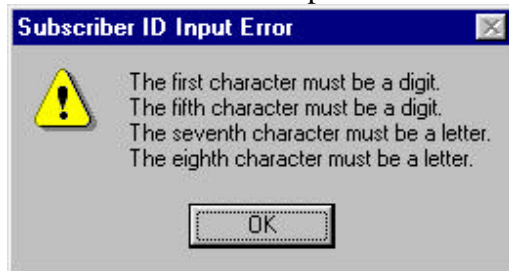 Subscriber ID Input Error
The first character must be a digit.
The fifth character must be a digit.
The seventh character must be a letter.
The eighth character must be a letter.
OK